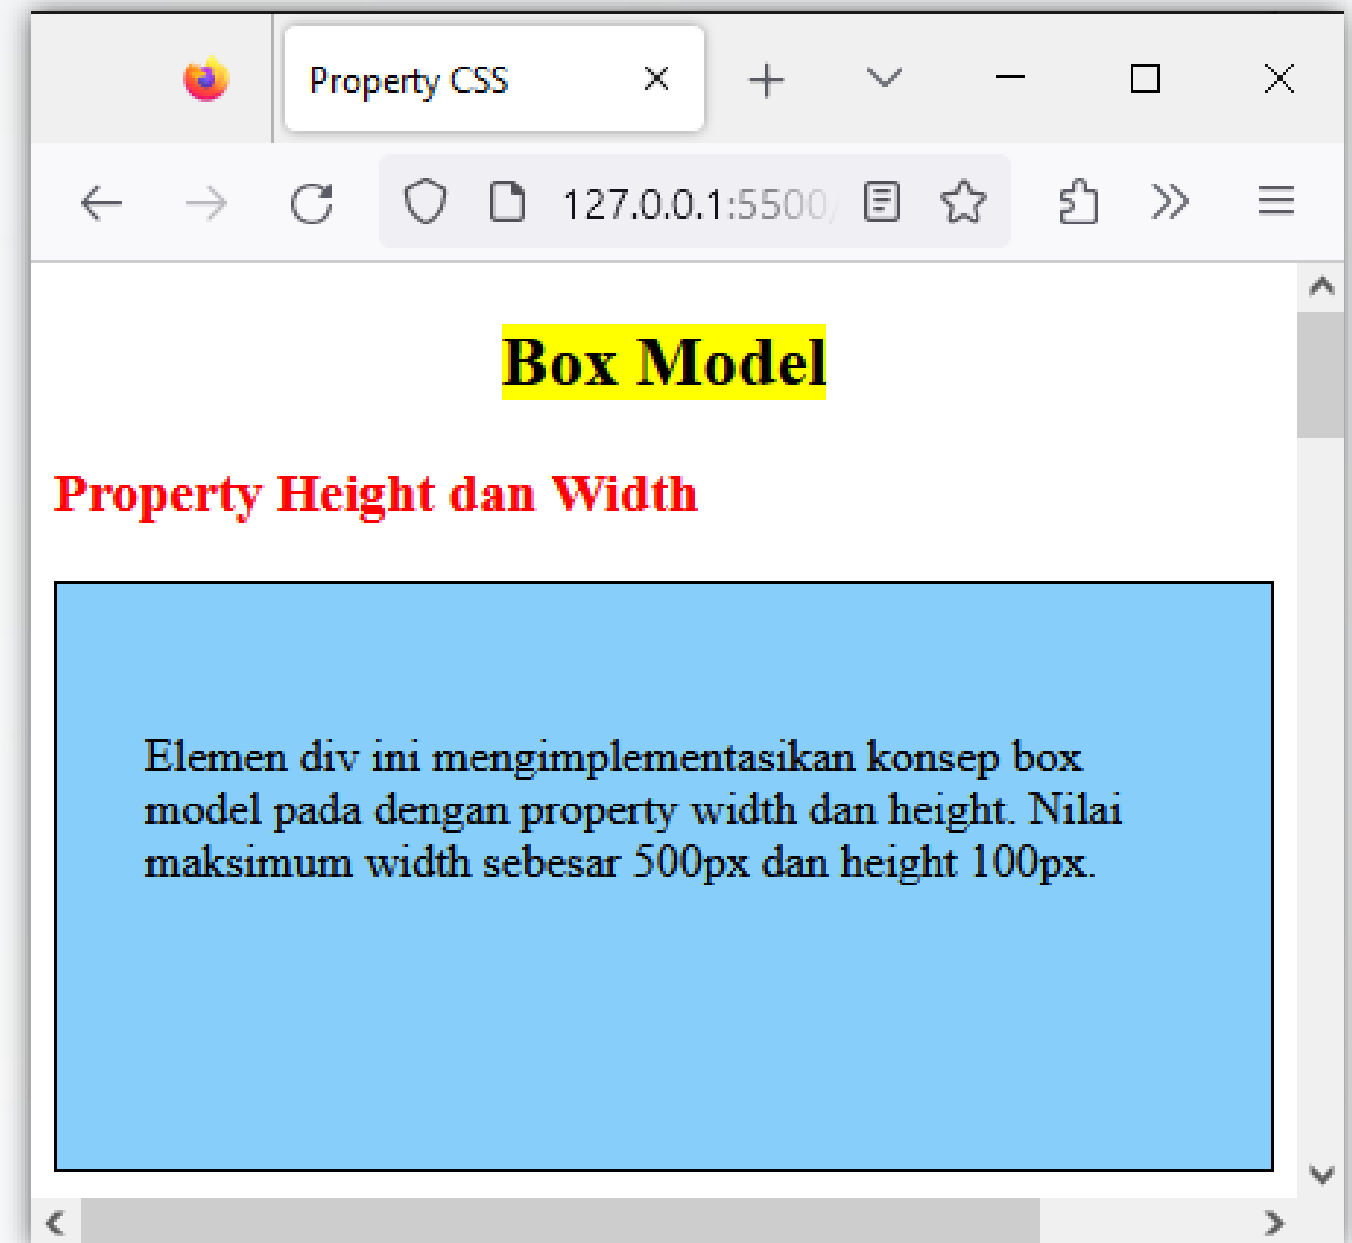 Property CSS
127.0.0.1:5500/
Box Model
Property Height dan Width
Elemen div ini mengimplementasikan konsep box
model pada dengan property width dan height. Nilai
maksimum width sebesar 500px dan height 100px.